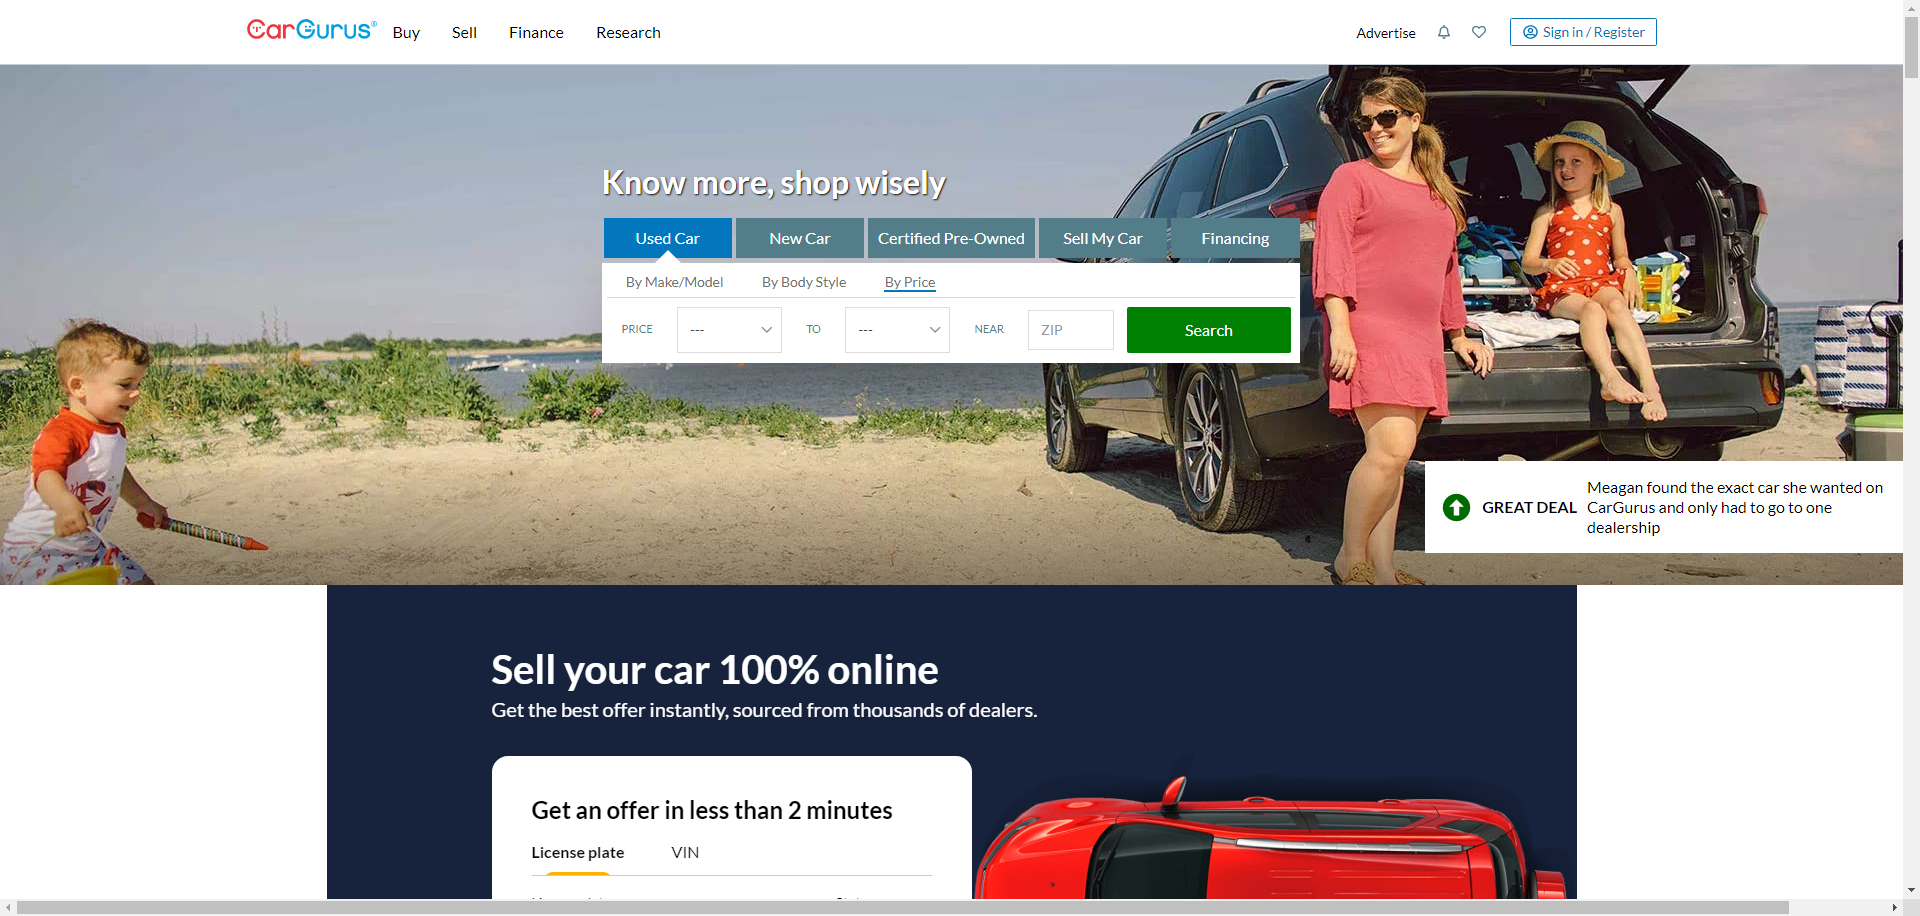 CarGurus®
Buy
Sell
Finance
Research
Advertise
Sign in / Register
Know more, shop wisely
Used Car
New Car
Certified Pre-Owned
Sell My Car
Financing
By Make/Model
By Body Style
By Price
PRICE
---
TO
---
NEAR
ZIP
Search
GREAT DEAL
Meagan found the exact car she wanted on
CarGurus and only had to go to one
dealership
Sell your car 100% online
Get the best offer instantly, sourced from thousands of dealers.
Get an offer in less than 2 minutes
License plate
VIN